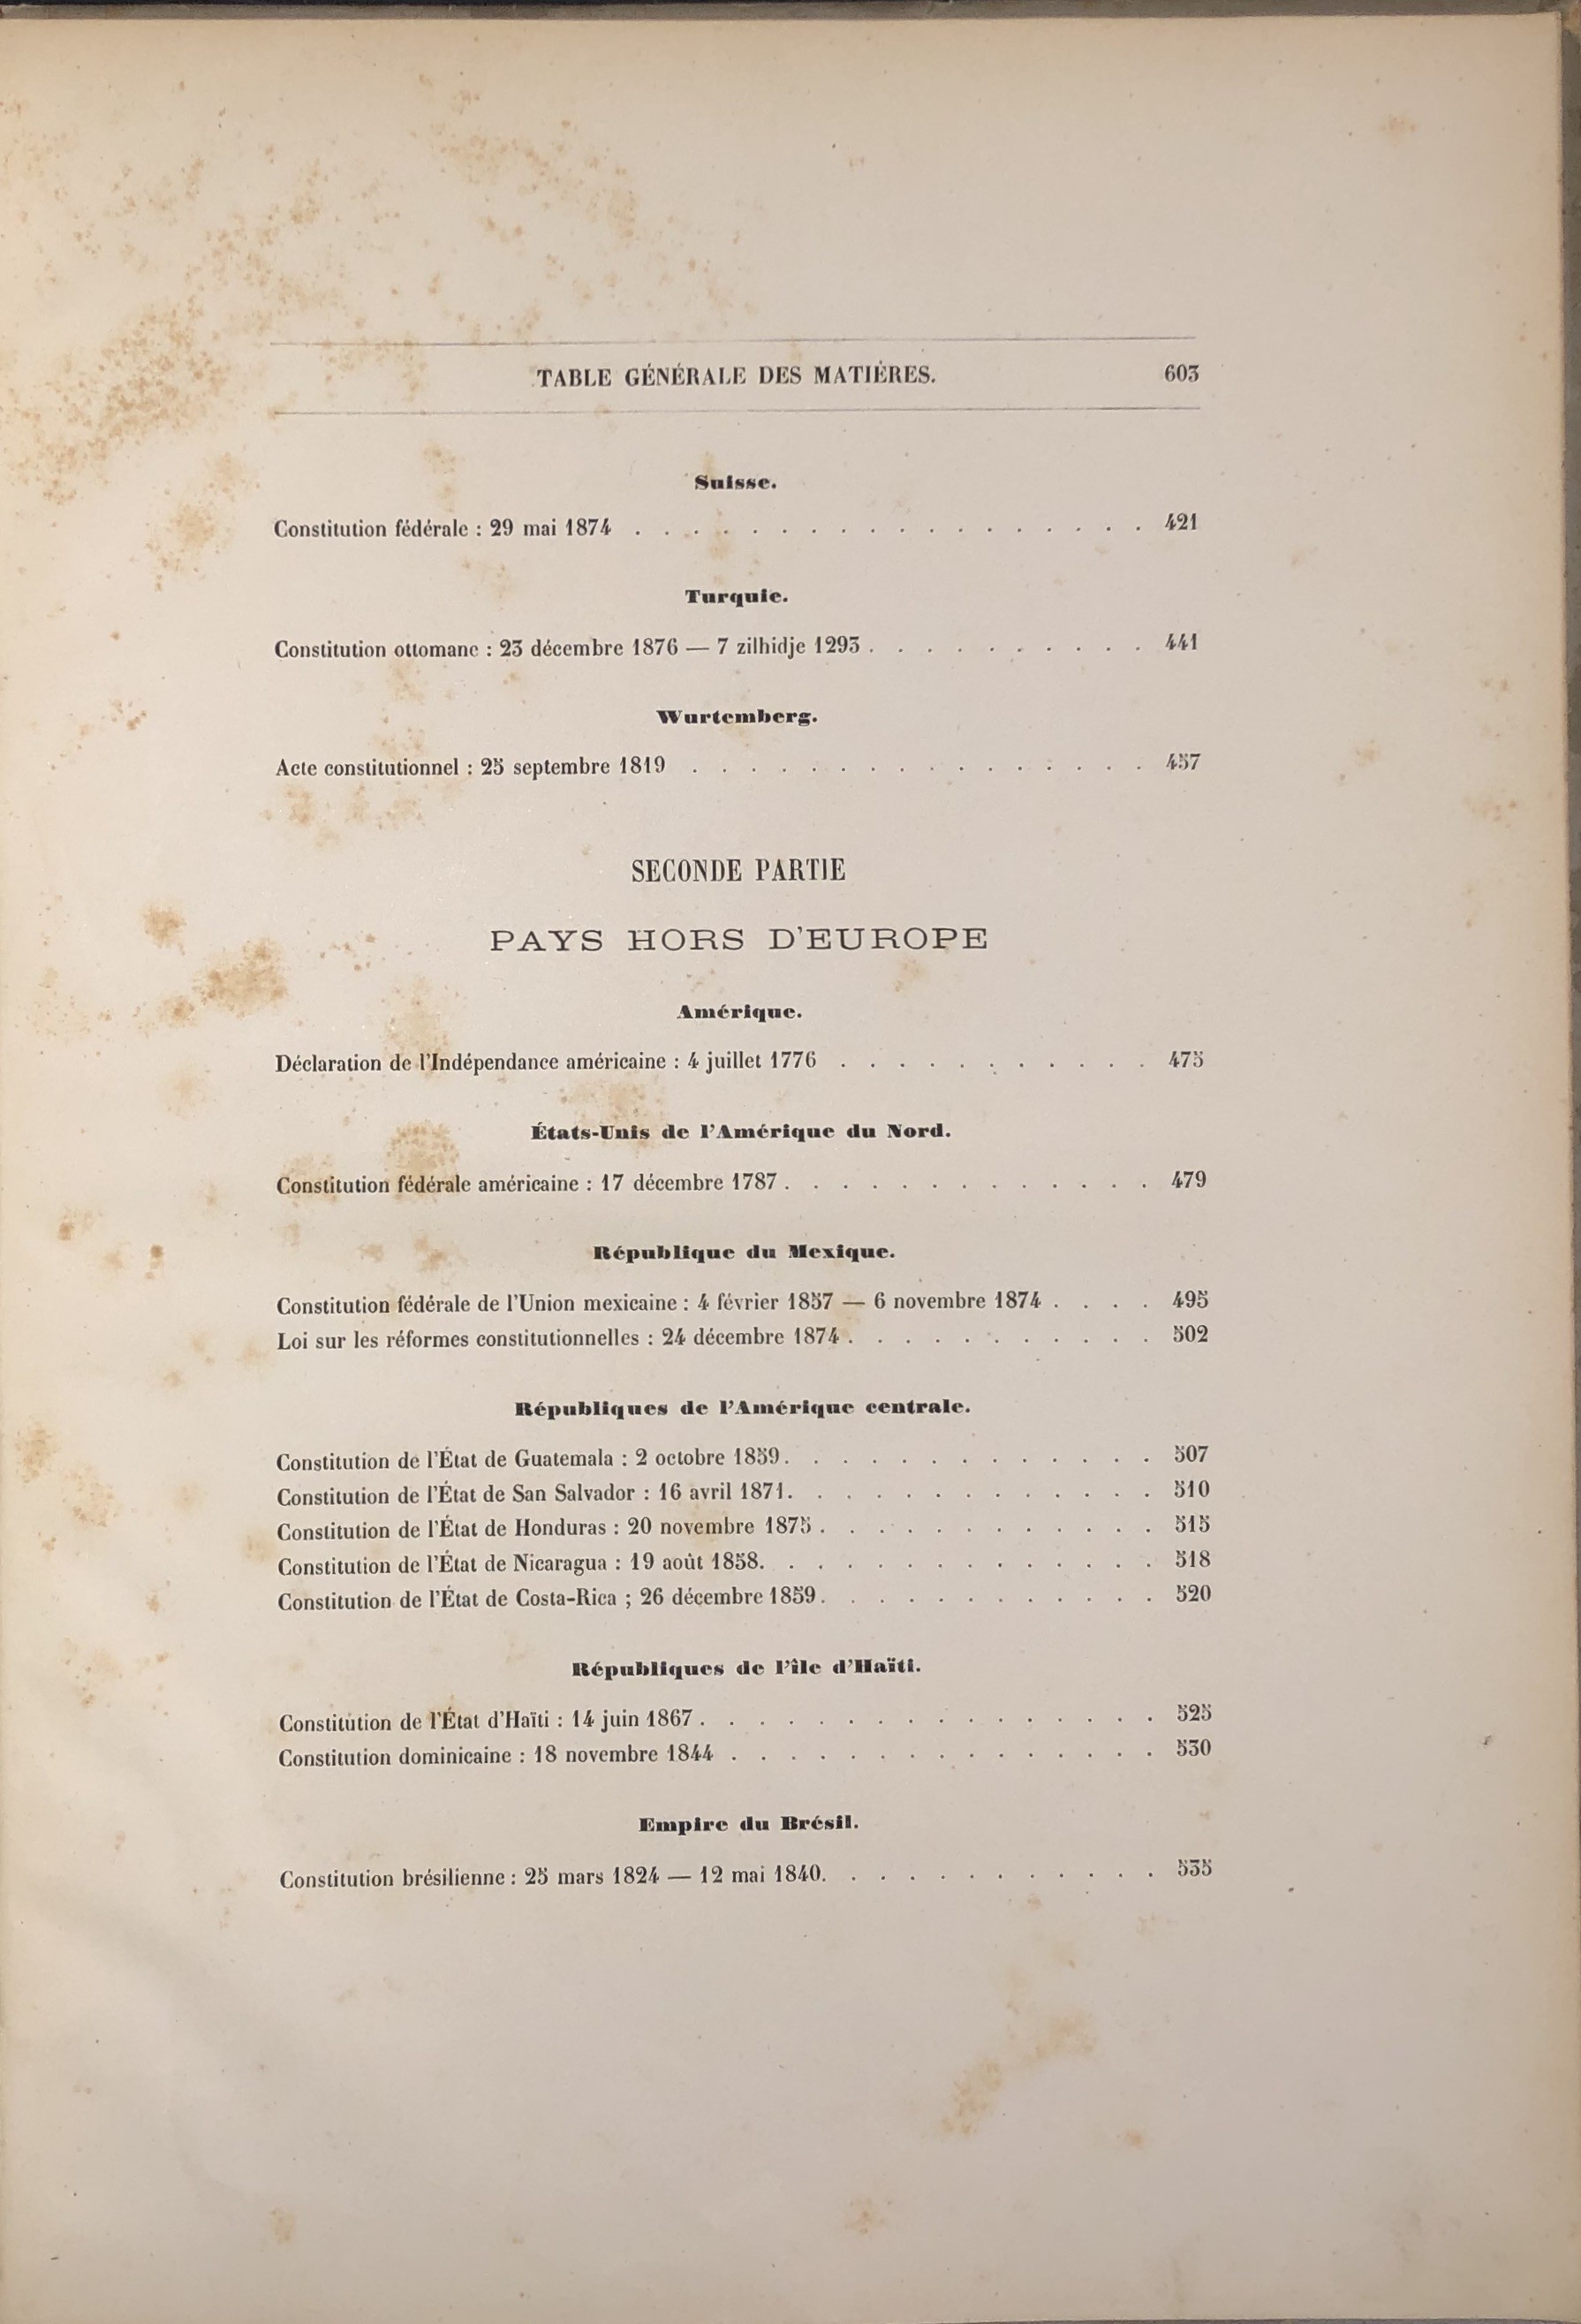 TABLE GÉNÉRALE DES MATIÈRES. 603
Suisse.
Constitution fédérale : 29 mai 1874 . . . . . . . . . . . . . . . . . . 421
Turquie.
Constitution ottomane : 23 décembre 1876 — 7 zilhidje 1293 . . . . . . . . . . 441
Wurtemberg.
Acte constitutionnel : 25 septembre 1819 . . . . . . . . . . . . . . . . 457
SECONDE PARTIE
PAYS HORS D'EUROPE
Amérique.
Déclaration de l'Indépendance américaine : 4 juillet 1776 . . . . . . . . . . . 475
États-Unis de l'Amérique du Nord.
Constitution fédérale américaine : 17 décembre 1787 . . . . . . . . . . . . . 479
République du Mexique.
Constitution fédérale de l'Union mexicaine : 4 février 1857 — 6 novembre 1874 . . . . 495
Loi sur les réformes constitutionnelles : 24 décembre 1874 . . . . . . . . . . . 502
Républiques de l'Amérique centrale.
Constitution de l'État de Guatemala : 2 octobre 1859 . . . . . . . . . . . . . 507
Constitution de l'État de San Salvador : 16 avril 1871 . . . . . . . . . . . . . 510
Constitution de l'État de Honduras : 20 novembre 1875 . . . . . . . . . . . . 515
Constitution de l'État de Nicaragua : 19 août 1858 . . . . . . . . . . . . . . 518
Constitution de l'État de Costa-Rica ; 26 décembre 1859 . . . . . . . . . . . . 520
Républiques de l'île d'Haïti.
Constitution de l'État d'Haïti : 14 juin 1867 . . . . . . . . . . . . . . . . 525
Constitution dominicaine : 18 novembre 1844 . . . . . . . . . . . . . . . 530
Empire du Brésil.
Constitution brésilienne : 25 mars 1824 — 12 mai 1840 . . . . . . . . . . . . 535